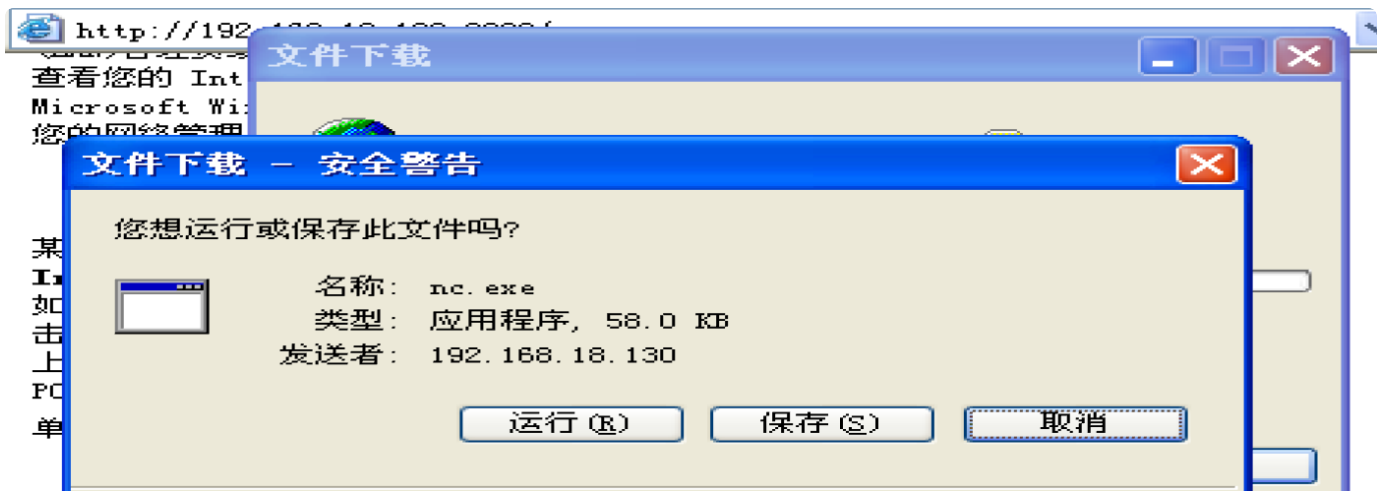 http://192
文件下载
查看您的 Int
Microsoft Wi
您的网络管理
文件下载 - 安全警告
您想运行或保存此文件吗?
名称: nc.exe
类型: 应用程序, 58.0 KB
发送者: 192.168.18.130
运行(R) 保存(S) 取消
某
如
击
上
PC
单